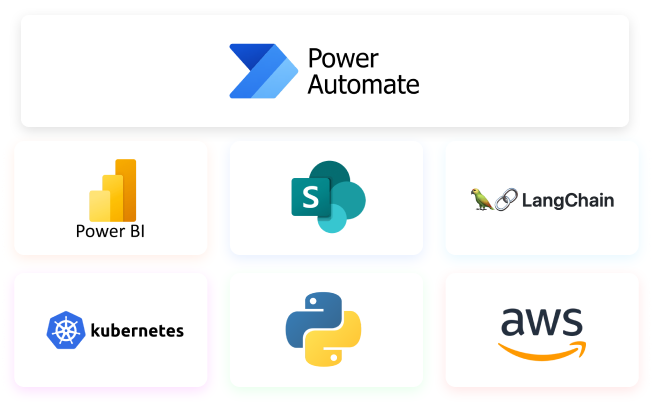 Power
Automate
Power BI
S
LangChain
kubernetes
aws